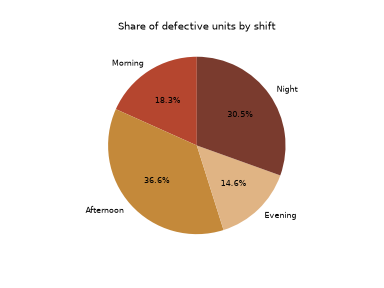 Share of defective units by shift
Morning
Night
18.3%
30.5%
36.6%
14.6%
Afternoon
Evening